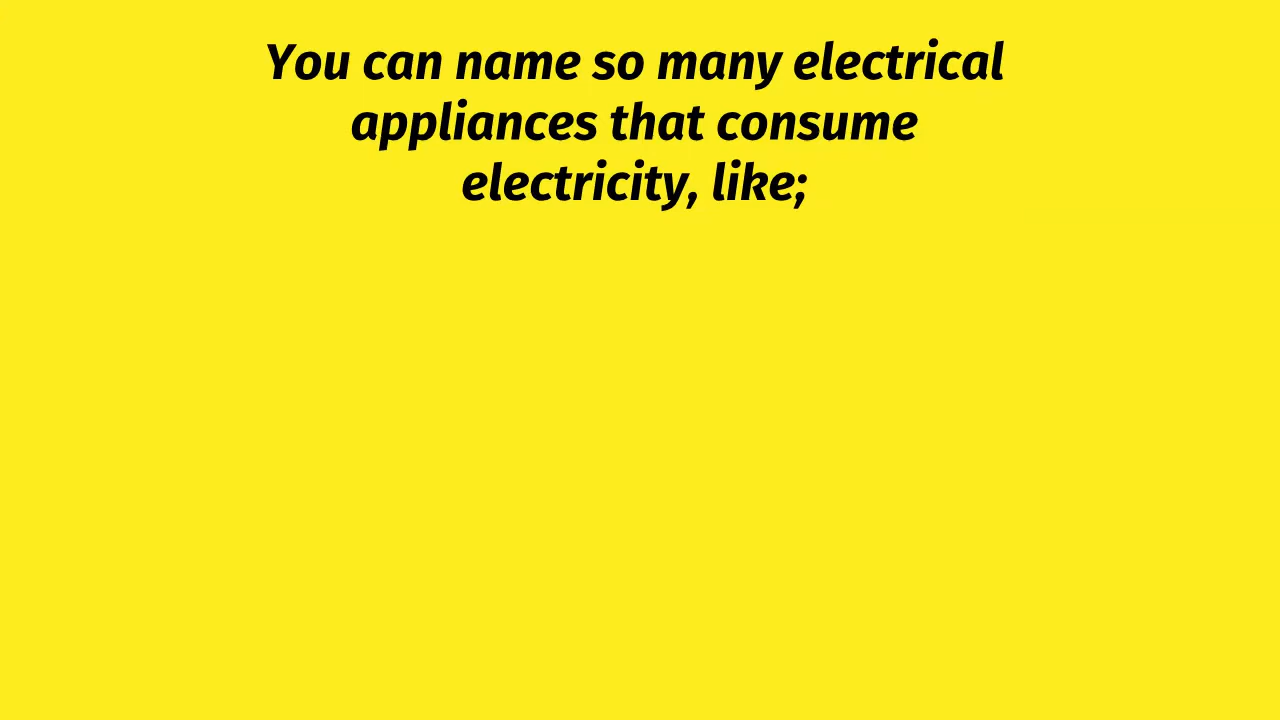 You can name so many electrical
appliances that consume
electricity, like;